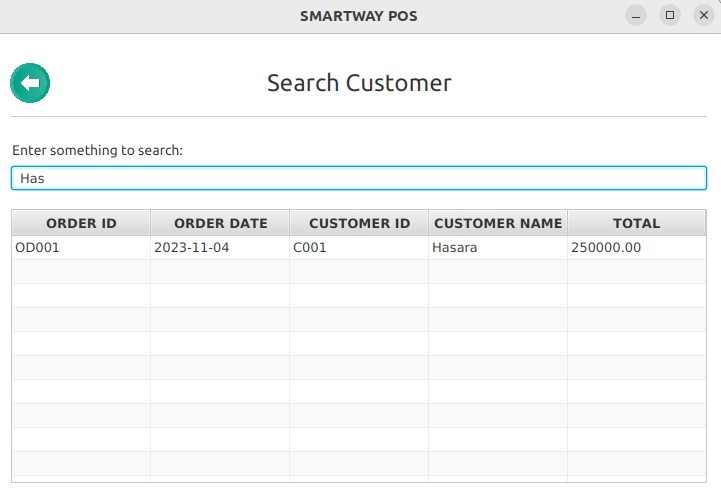 SMARTWAY POS
Search Customer
Enter something to search:
Has
ORDER ID ORDER DATE CUSTOMER ID CUSTOMER NAME TOTAL
OD001 2023-11-04 C001 Hasara 250000.00